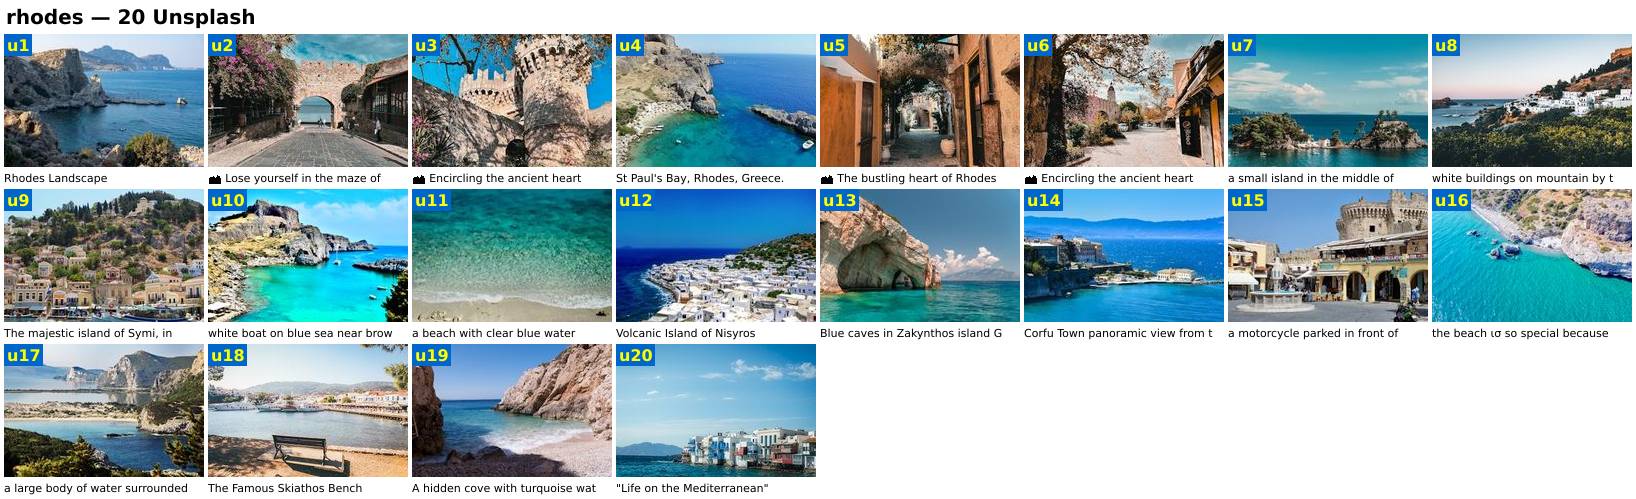 rhodes — 20 Unsplash
u1
u2
u3
u4
u5
u6
u7
u8
Rhodes Landscape
🏰 Lose yourself in the maze of
🏰 Encircling the ancient heart
St Paul's Bay, Rhodes, Greece.
🏰 The bustling heart of Rhodes
🏰 Encircling the ancient heart
a small island in the middle of
white buildings on mountain by t
u9
u10
u11
u12
u13
u14
u15
u16
The majestic island of Symi, in
white boat on blue sea near brow
a beach with clear blue water
Volcanic Island of Nisyros
Blue caves in Zakynthos island G
Corfu Town panoramic view from t
a motorcycle parked in front of
the beach ισ so special because
u17
u18
u19
u20
a large body of water surrounded
The Famous Skiathos Bench
A hidden cove with turquoise wat
"Life on the Mediterranean"